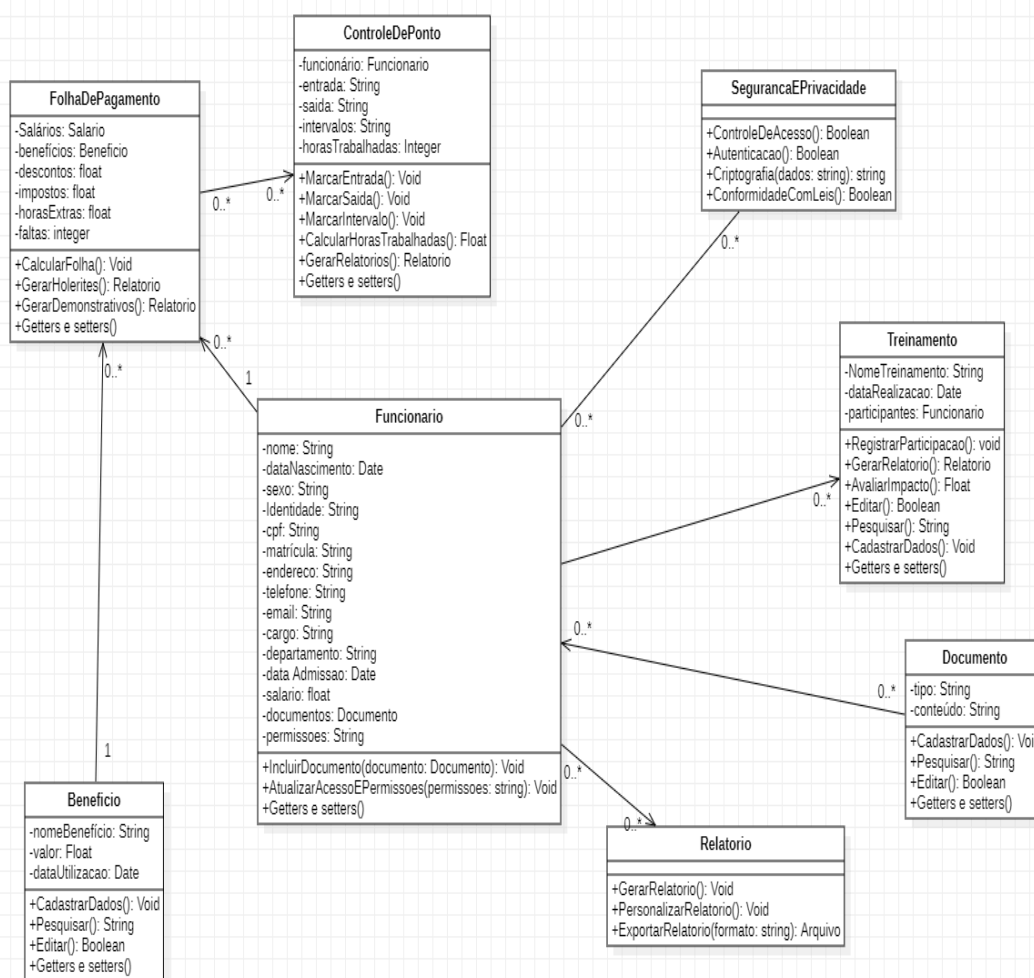 ControleDePonto
-funcionário: Funcionario
-entrada: String
-saida: String
-intervalos: String
-horasTrabalhadas: Integer
+MarcarEntrada(): Void
+MarcarSaida(): Void
+MarcarIntervalo(): Void
+CalcularHorasTrabalhadas(): Float
+GerarRelatorios(): Relatorio
+Getters e setters()
FolhaDePagamento
-Salários: Salario
-benefícios: Beneficio
-descontos: float
-impostos: float
-horasExtras: float
-faltas: integer
+CalcularFolha(): Void
+GerarHolerites(): Relatorio
+GerarDemonstrativos(): Relatorio
+Getters e setters()
0..*
0..*
SegurancaEPrivacidade
+ControleDeAcesso(): Boolean
+Autenticacao(): Boolean
+Criptografia(dados: string): string
+ConformidadeComLeis(): Boolean
0..*
0..*
0..*
1
0..*
Treinamento
-NomeTreinamento: String
-dataRealizacao: Date
-participantes: Funcionario
+RegistrarParticipacao(): void
+GerarRelatorio(): Relatorio
+AvaliarImpacto(): Float
+Editar(): Boolean
+Pesquisar(): String
+CadastrarDados(): Void
+Getters e setters()
0..*
Funcionario
-nome: String
-dataNascimento: Date
-sexo: String
-Identidade: String
-cpf: String
-matrícula: String
-endereco: String
-telefone: String
-email: String
-cargo: String
-departamento: String
-data Admissao: Date
-salario: float
-documentos: Documento
-permissoes: String
+IncluirDocumento(documento: Documento): Void
+AtualizarAcessoEPermissoes(permissoes: string): Void
+Getters e setters()
0..*
0..*
Documento
-tipo: String
-conteúdo: String
+CadastrarDados(): Voi
+Pesquisar(): String
+Editar(): Boolean
+Getters e setters()
0..*
0..*
1
Beneficio
-nomeBenefício: String
-valor: Float
-dataUtilizacao: Date
+CadastrarDados(): Void
+Pesquisar(): String
+Editar(): Boolean
+Getters e setters()
Relatorio
+GerarRelatorio(): Void
+PersonalizarRelatorio(): Void
+ExportarRelatorio(formato: string): Arquivo